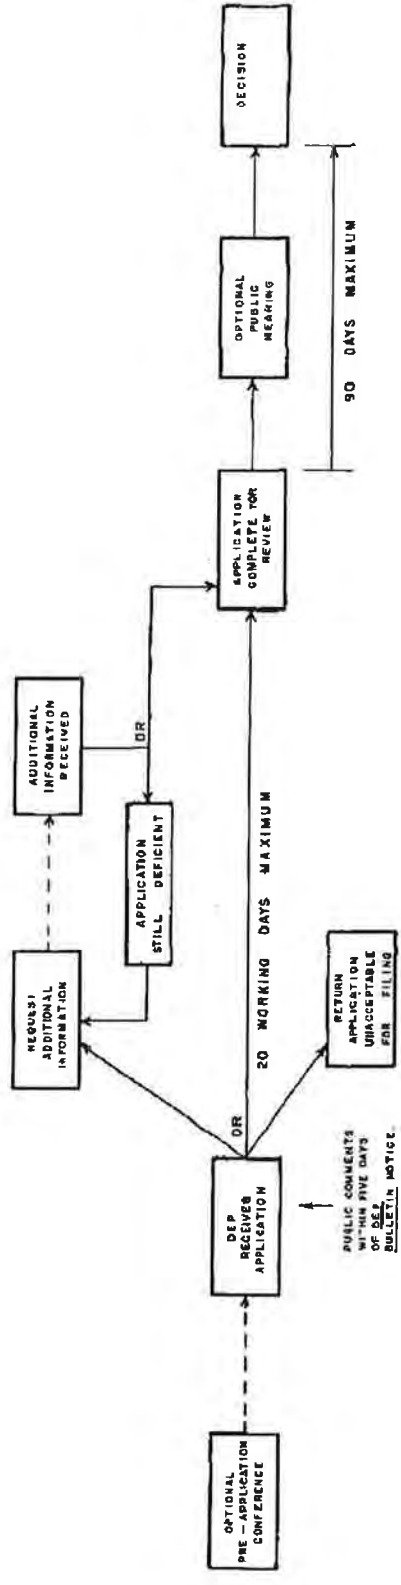 OPTIONAL
PRE-APPLICATION
CONFERENCE
DEP
RECEIVES
APPLICATION
PUBLIC COMMENTS
WITHIN FIVE DAYS
OF DEP
BULLETIN NOTICE.
OR
REQUEST
ADDITIONAL
INFORMATION
ADDITIONAL
INFORMATION
RECEIVED
OR
APPLICATION
STILL DEFICIENT
20 WORKING DAYS MAXIMUM
RETURN
APPLICATION
UNACCEPTABLE
FOR FILING
APPLICATION
COMPLETE FOR
REVIEW
OPTIONAL
PUBLIC
HEARING
90 DAYS MAXIMUM
DECISION